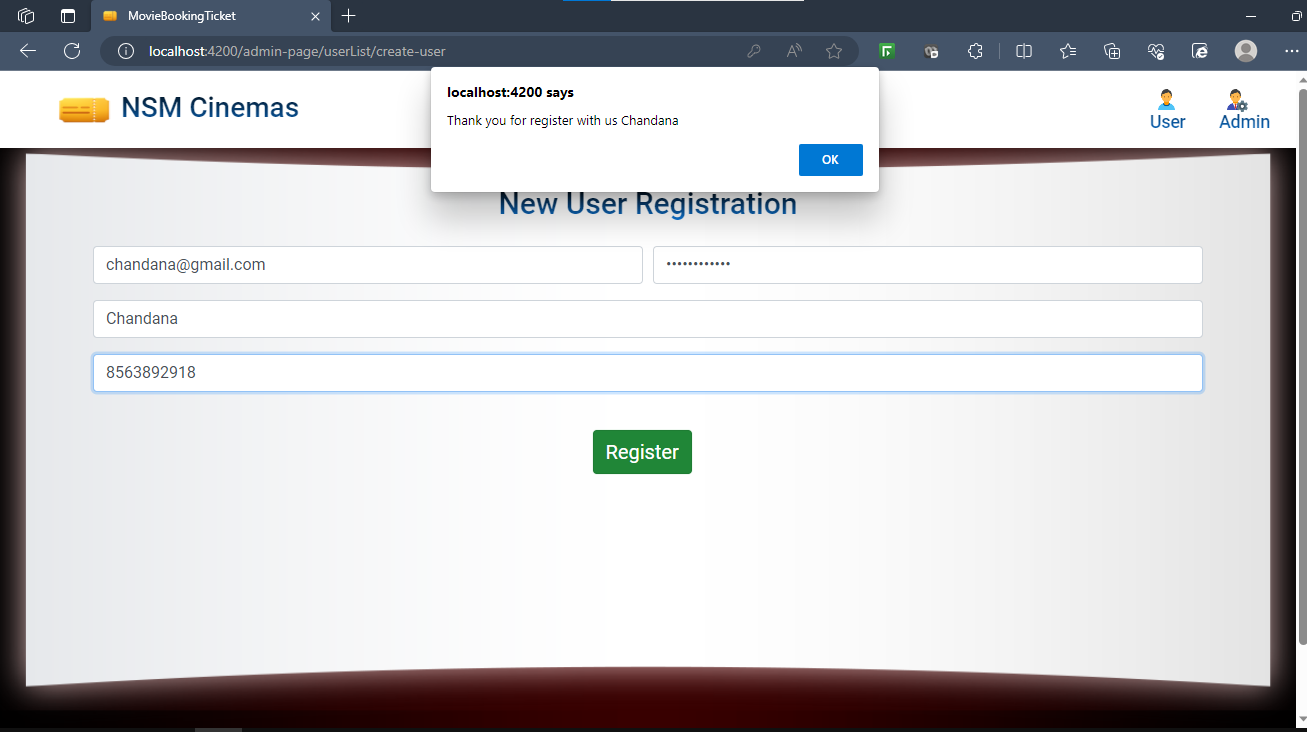 MovieBookingTicket
localhost:4200/admin-page/userList/create-user
localhost:4200 says
Thank you for register with us Chandana
OK
NSM Cinemas
User
Admin
New User Registration
chandana@gmail.com
••••••••••••
Chandana
8563892918
Register